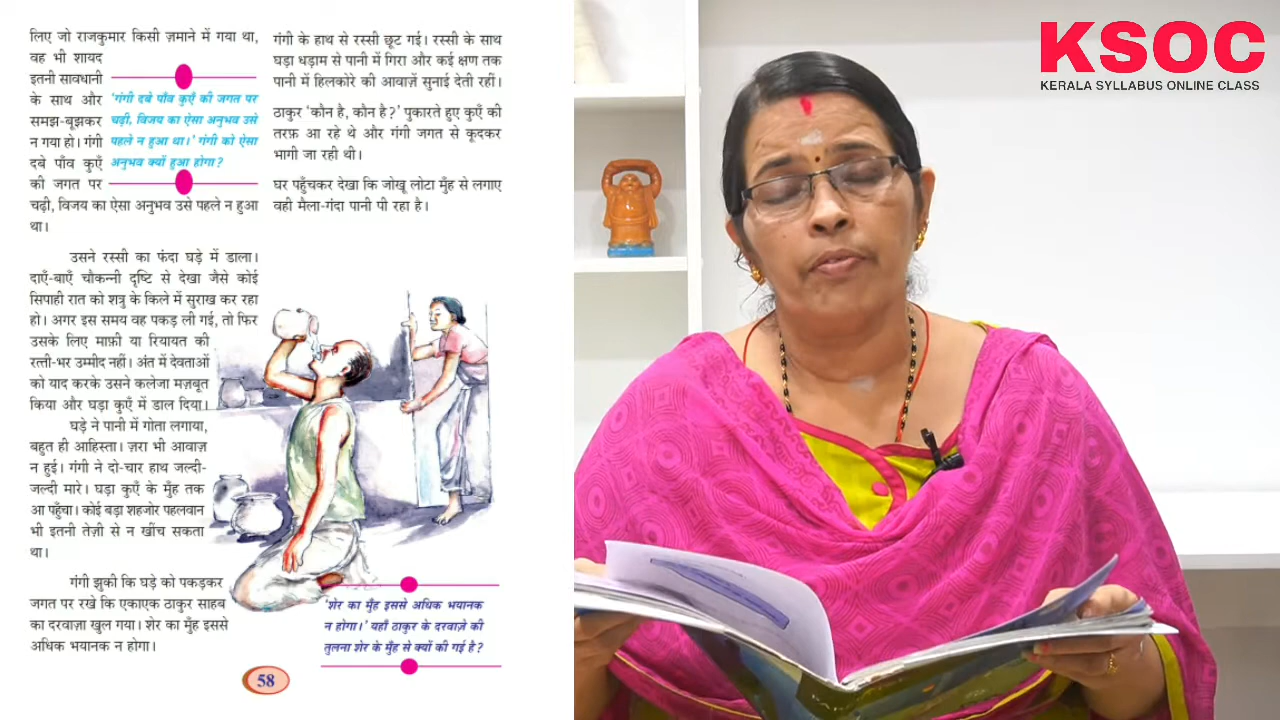 लिए जो राजकुमार किसी ज़माने में गया था,
वह भी शायद
इतनी सावधानी
के साथ और
समझ-बूझकर
न गया हो। गंगी
दबे पाँव कुएँ
की जगत पर
चढ़ी, विजय का ऐसा अनुभव उसे पहले न हुआ
था।
'गंगी दबे पाँव कुएँ की जगत पर
चढ़ी, विजय का ऐसा अनुभव उसे
पहले न हुआ था।' गंगी को ऐसा
अनुभव क्यों हुआ होगा?
उसने रस्सी का फंदा घड़े में डाला।
दाएँ-बाएँ चौकन्नी दृष्टि से देखा जैसे कोई
सिपाही रात को शत्रु के किले में सुराख कर रहा
हो। अगर इस समय वह पकड़ ली गई, तो फिर
उसके लिए माफ़ी या रियायत की
रत्ती-भर उम्मीद नहीं। अंत में देवताओं
को याद करके उसने कलेजा मज़बूत
किया और घड़ा कुएँ में डाल दिया।
घड़े ने पानी में गोता लगाया,
बहुत ही आहिस्ता। ज़रा भी आवाज़
न हुई। गंगी ने दो-चार हाथ जल्दी-
जल्दी मारे। घड़ा कुएँ के मुँह तक
आ पहुँचा। कोई बड़ा शहज़ोर पहलवान
भी इतनी तेज़ी से न खींच सकता
था।
गंगी झुकी कि घड़े को पकड़कर
जगत पर रखे कि एकाएक ठाकुर साहब
का दरवाज़ा खुल गया। शेर का मुँह इससे
अधिक भयानक न होगा।
गंगी के हाथ से रस्सी छूट गई। रस्सी के साथ
घड़ा धड़ाम से पानी में गिरा और कई क्षण तक
पानी में हिलकोरे की आवाज़ें सुनाई देती रहीं।
ठाकुर 'कौन है, कौन है?' पुकारते हुए कुएँ की
तरफ़ आ रहे थे और गंगी जगत से कूदकर
भागी जा रही थी।
घर पहुँचकर देखा कि जोखू लोटा मुँह से लगाए
वही मैला-गंदा पानी पी रहा है।
'शेर का मुँह इससे अधिक भयानक
न होगा।' यहाँ ठाकुर के दरवाज़े की
तुलना शेर के मुँह से क्यों की गई है?
58
KSOC
KERALA SYLLABUS ONLINE CLASS